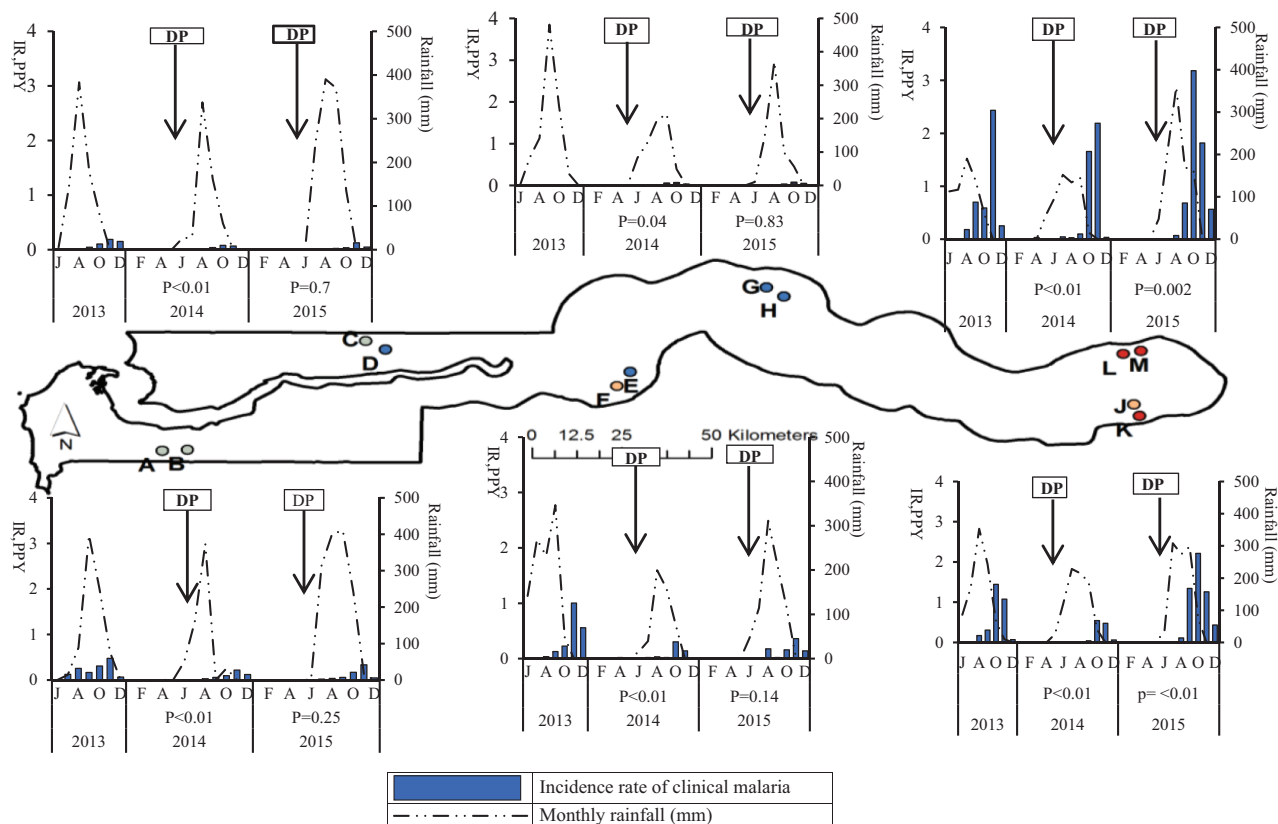 IR,PPY
4
3
2
1
0
DP
DP
500
400
300
200
100
0
Rainfall (mm)
J A O D F A J A O D F A J A O D
P<0.01 P=0.7
2013 2014 2015
IR,PPY
4
3
2
1
0
DP
DP
500
400
300
200
100
0
Rainfall (mm)
J A O D F A J A O D F A J A O D
P=0.04 P=0.83
2013 2014 2015
IR,PPY
4
3
2
1
0
DP
DP
500
400
300
200
100
0
Rainfall (mm)
J A O D F A J A O D F A J A O D
P<0.01 P=0.002
2013 2014 2015
G
H
C
D
E
F
L M
J
K
A B
N
0 12.5 25 50 Kilometers
IR,PPY
4
3
2
1
0
DP
DP
500
400
300
200
100
0
Rainfall (mm)
J A O D F A J A O D F A J A O D
P<0.01 P=0.25
2013 2014 2015
IR,PPY
4
3
2
1
0
DP
DP
500
400
300
200
100
0
Rainfall (mm)
J A O D F A J A O D F A J A O D
P<0.01 P=0.14
2013 2014 2015
IR,PPY
4
3
2
1
0
DP
DP
500
400
300
200
100
0
Rainfall (mm)
J A O D F A J A O D F A J A O D
P<0.01 p= <0.01
2013 2014 2015
Incidence rate of clinical malaria
Monthly rainfall (mm)